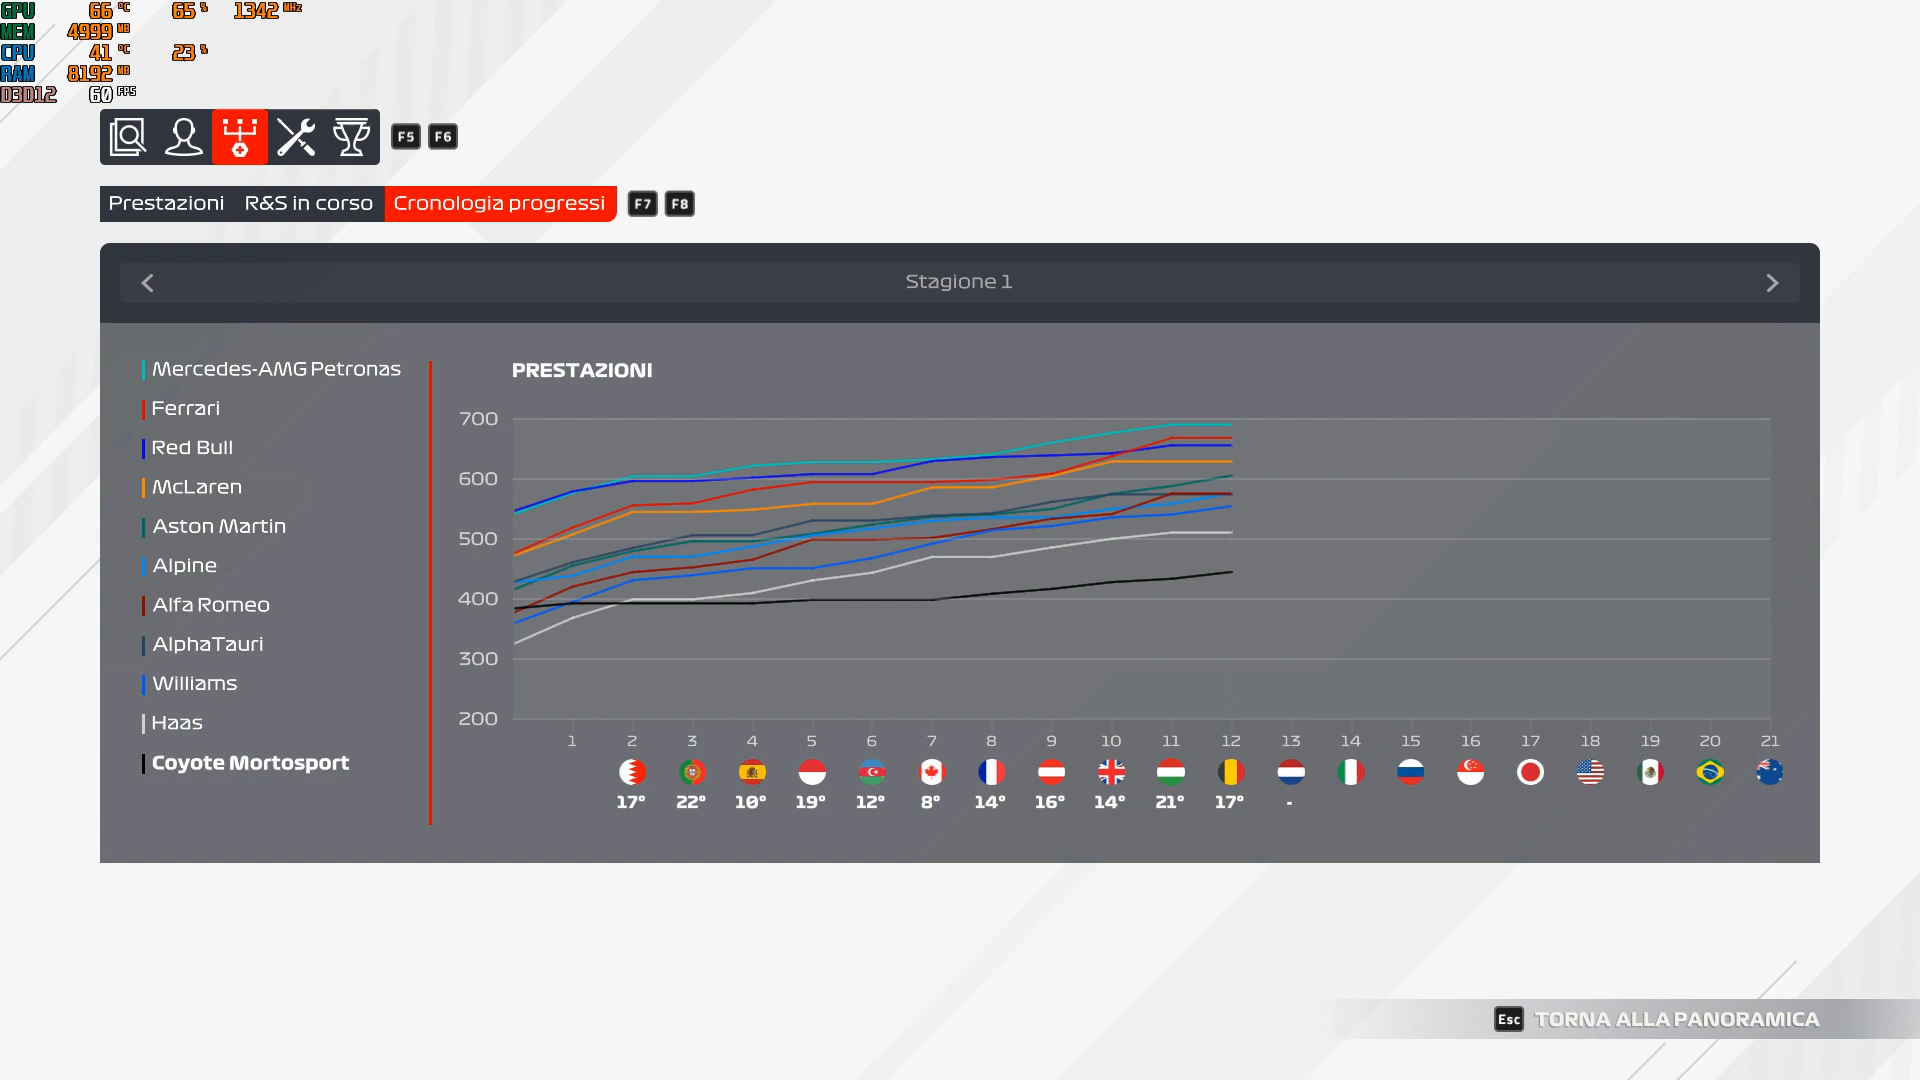 GPU 66 °C 65 % 1342 MHz
MEM 4999 MB
CPU 41 °C 23 %
RAM 8192 MB
D3D12 60 FPS
F5 F6
Prestazioni R&S in corso Cronologia progressi F7 F8
Stagione 1
Mercedes-AMG Petronas
Ferrari
Red Bull
McLaren
Aston Martin
Alpine
Alfa Romeo
AlphaTauri
Williams
Haas
Coyote Mortosport
PRESTAZIONI
700
600
500
400
300
200
1 2 3 4 5 6 7 8 9 10 11 12 13 14 15 16 17 18 19 20 21
17° 22° 10° 19° 12° 8° 14° 16° 14° 21° 17° -
Esc TORNA ALLA PANORAMICA